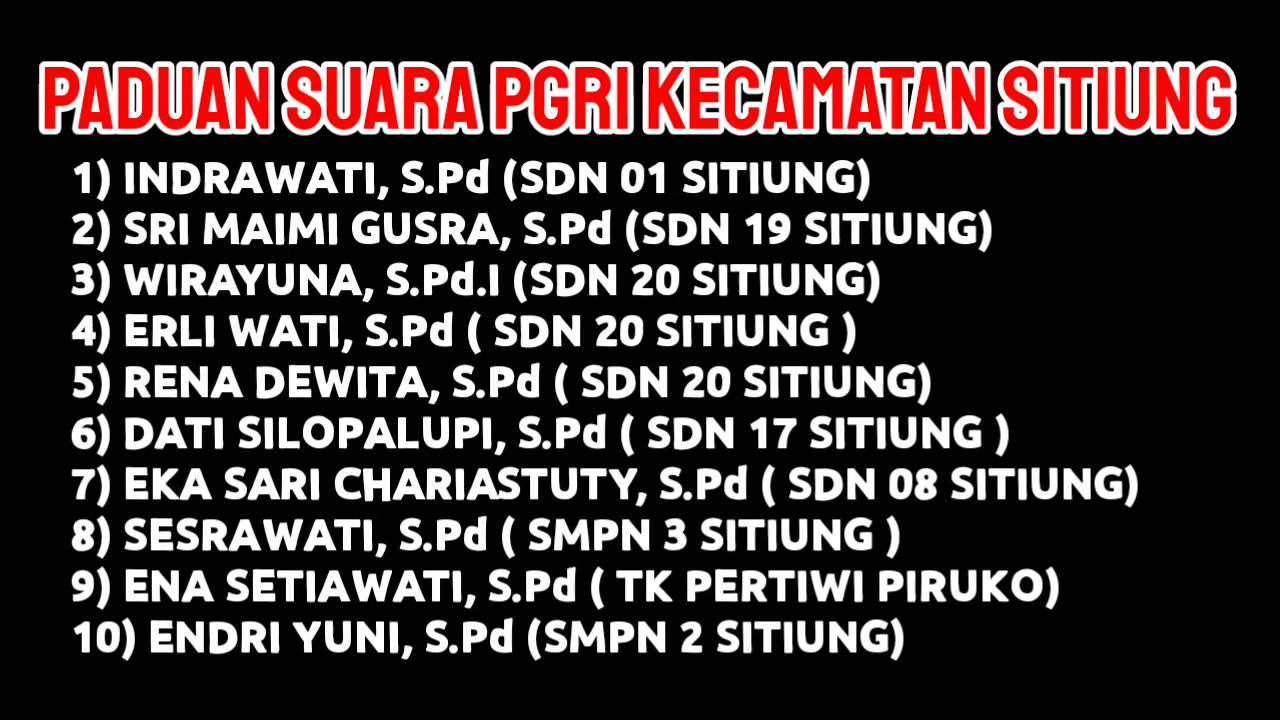 PADUAN SUARA PGRI KECAMATAN SITIUNG
1) INDRAWATI, S.Pd (SDN 01 SITIUNG)
2) SRI MAIMI GUSRA, S.Pd (SDN 19 SITIUNG)
3) WIRAYUNA, S.Pd.I (SDN 20 SITIUNG)
4) ERLI WATI, S.Pd ( SDN 20 SITIUNG )
5) RENA DEWITA, S.Pd ( SDN 20 SITIUNG)
6) DATI SILOPALUPI, S.Pd ( SDN 17 SITIUNG )
7) EKA SARI CHARIASTUTY, S.Pd ( SDN 08 SITIUNG)
8) SESRAWATI, S.Pd ( SMPN 3 SITIUNG )
9) ENA SETIAWATI, S.Pd ( TK PERTIWI PIRUKO)
10) ENDRI YUNI, S.Pd (SMPN 2 SITIUNG)